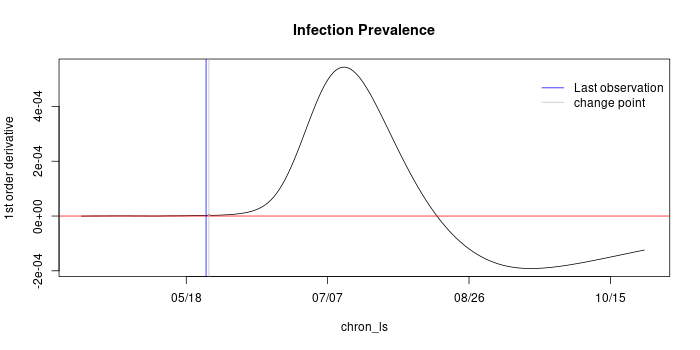 Infection Prevalence
1st order derivative
4e-04
2e-04
0e+00
-2e-04
Last observation
change point
05/18
07/07
08/26
10/15
chron_ls